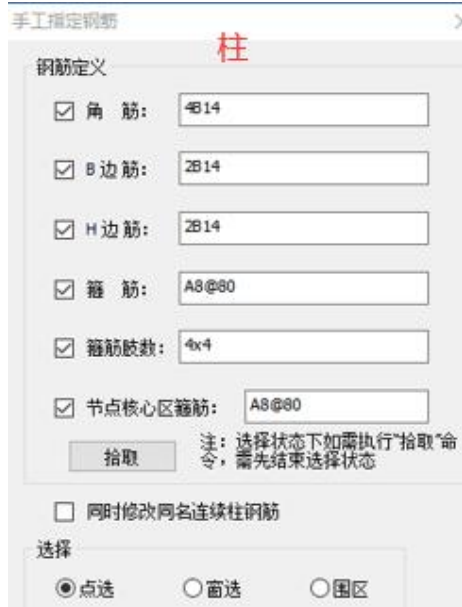 手工指定钢筋
柱
钢筋定义
角 筋： 4B14
B边筋： 2B14
H边筋： 2B14
箍 筋： A8@80
箍筋肢数： 4x4
节点核心区箍筋： A8@80
拾取
注：选择状态下如需执行"拾取"命
令，需先结束选择状态
同时修改同名连续柱钢筋
选择
点选 窗选 围区